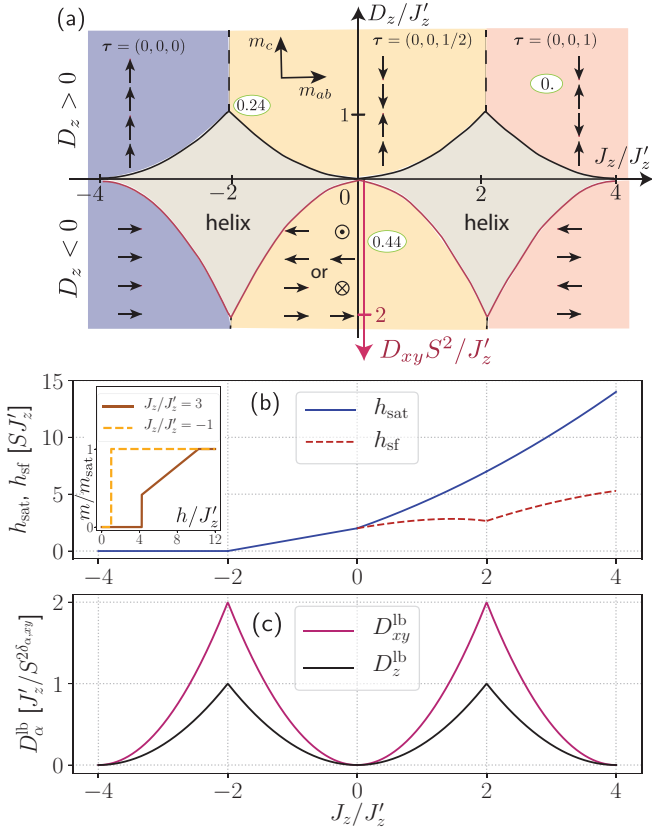 (a)
D_z/J'_z
τ = (0, 0, 0)
m_c
m_ab
τ = (0, 0, 1/2)
τ = (0, 0, 1)
D_z > 0
0.24
1
0.
J_z/J'_z
−4
−2
0
2
4
helix
helix
D_z < 0
0.44
or
2
D_xy S²/J'_z
(b)
h_sat, h_sf [SJ'_z]
15
10
5
0
J_z/J'_z = 3
J_z/J'_z = −1
m/m_sat
1
0
h/J'_z
0 4 8 12
h_sat
h_sf
−4 −2 0 2 4
(c)
D_α^lb [J'_z/S^{2δ_{α,xy}}]
2
1
0
D_xy^lb
D_z^lb
−4 −2 0 2 4
J_z/J'_z